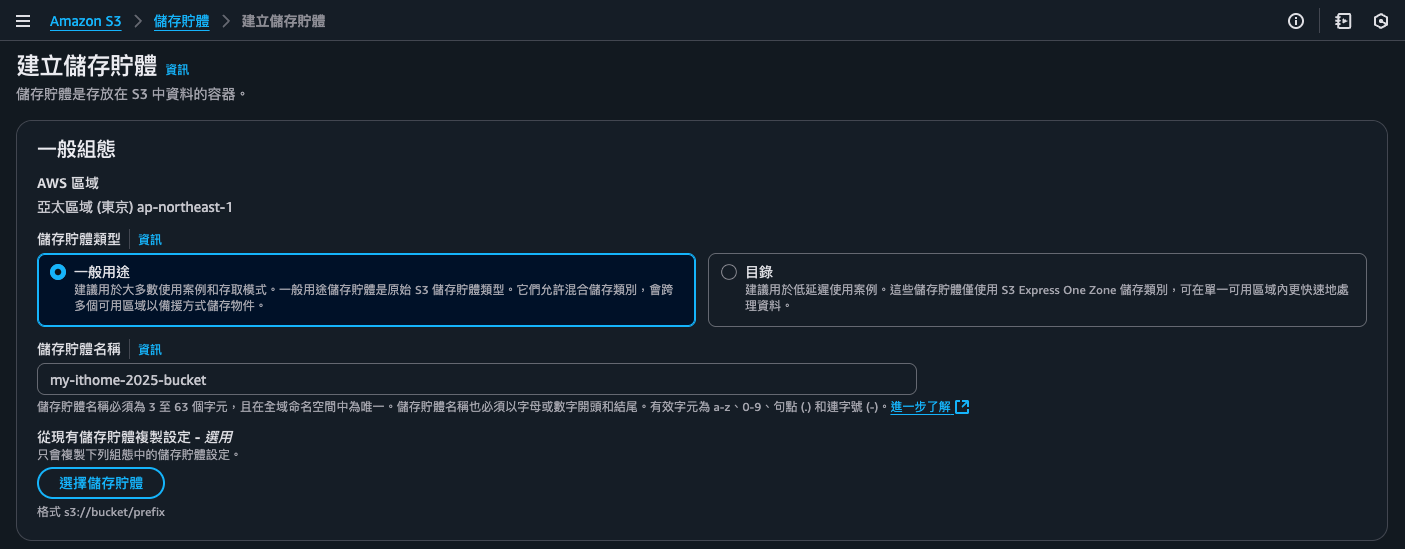 Amazon S3 > 儲存貯體 > 建立儲存貯體
建立儲存貯體 資訊
儲存貯體是存放在 S3 中資料的容器。
一般組態
AWS 區域
亞太區域 (東京) ap-northeast-1
儲存貯體類型 資訊
一般用途
建議用於大多數使用案例和存取模式。一般用途儲存貯體是原始 S3 儲存貯體類型。它們允許混合儲存類別，會跨
多個可用區域以備援方式儲存物件。
目錄
建議用於低延遲使用案例。這些儲存貯體僅使用 S3 Express One Zone 儲存類別，可在單一可用區域內更快速地處
理資料。
儲存貯體名稱 資訊
my-ithome-2025-bucket
儲存貯體名稱必須為 3 至 63 個字元，且在全域命名空間中為唯一。儲存貯體名稱也必須以字母或數字開頭和結尾。有效字元為 a-z、0-9、句點 (.) 和連字號 (-)。進一步了解
從現有儲存貯體複製設定 - 選用
只會複製下列組態中的儲存貯體設定。
選擇儲存貯體
格式 s3://bucket/prefix